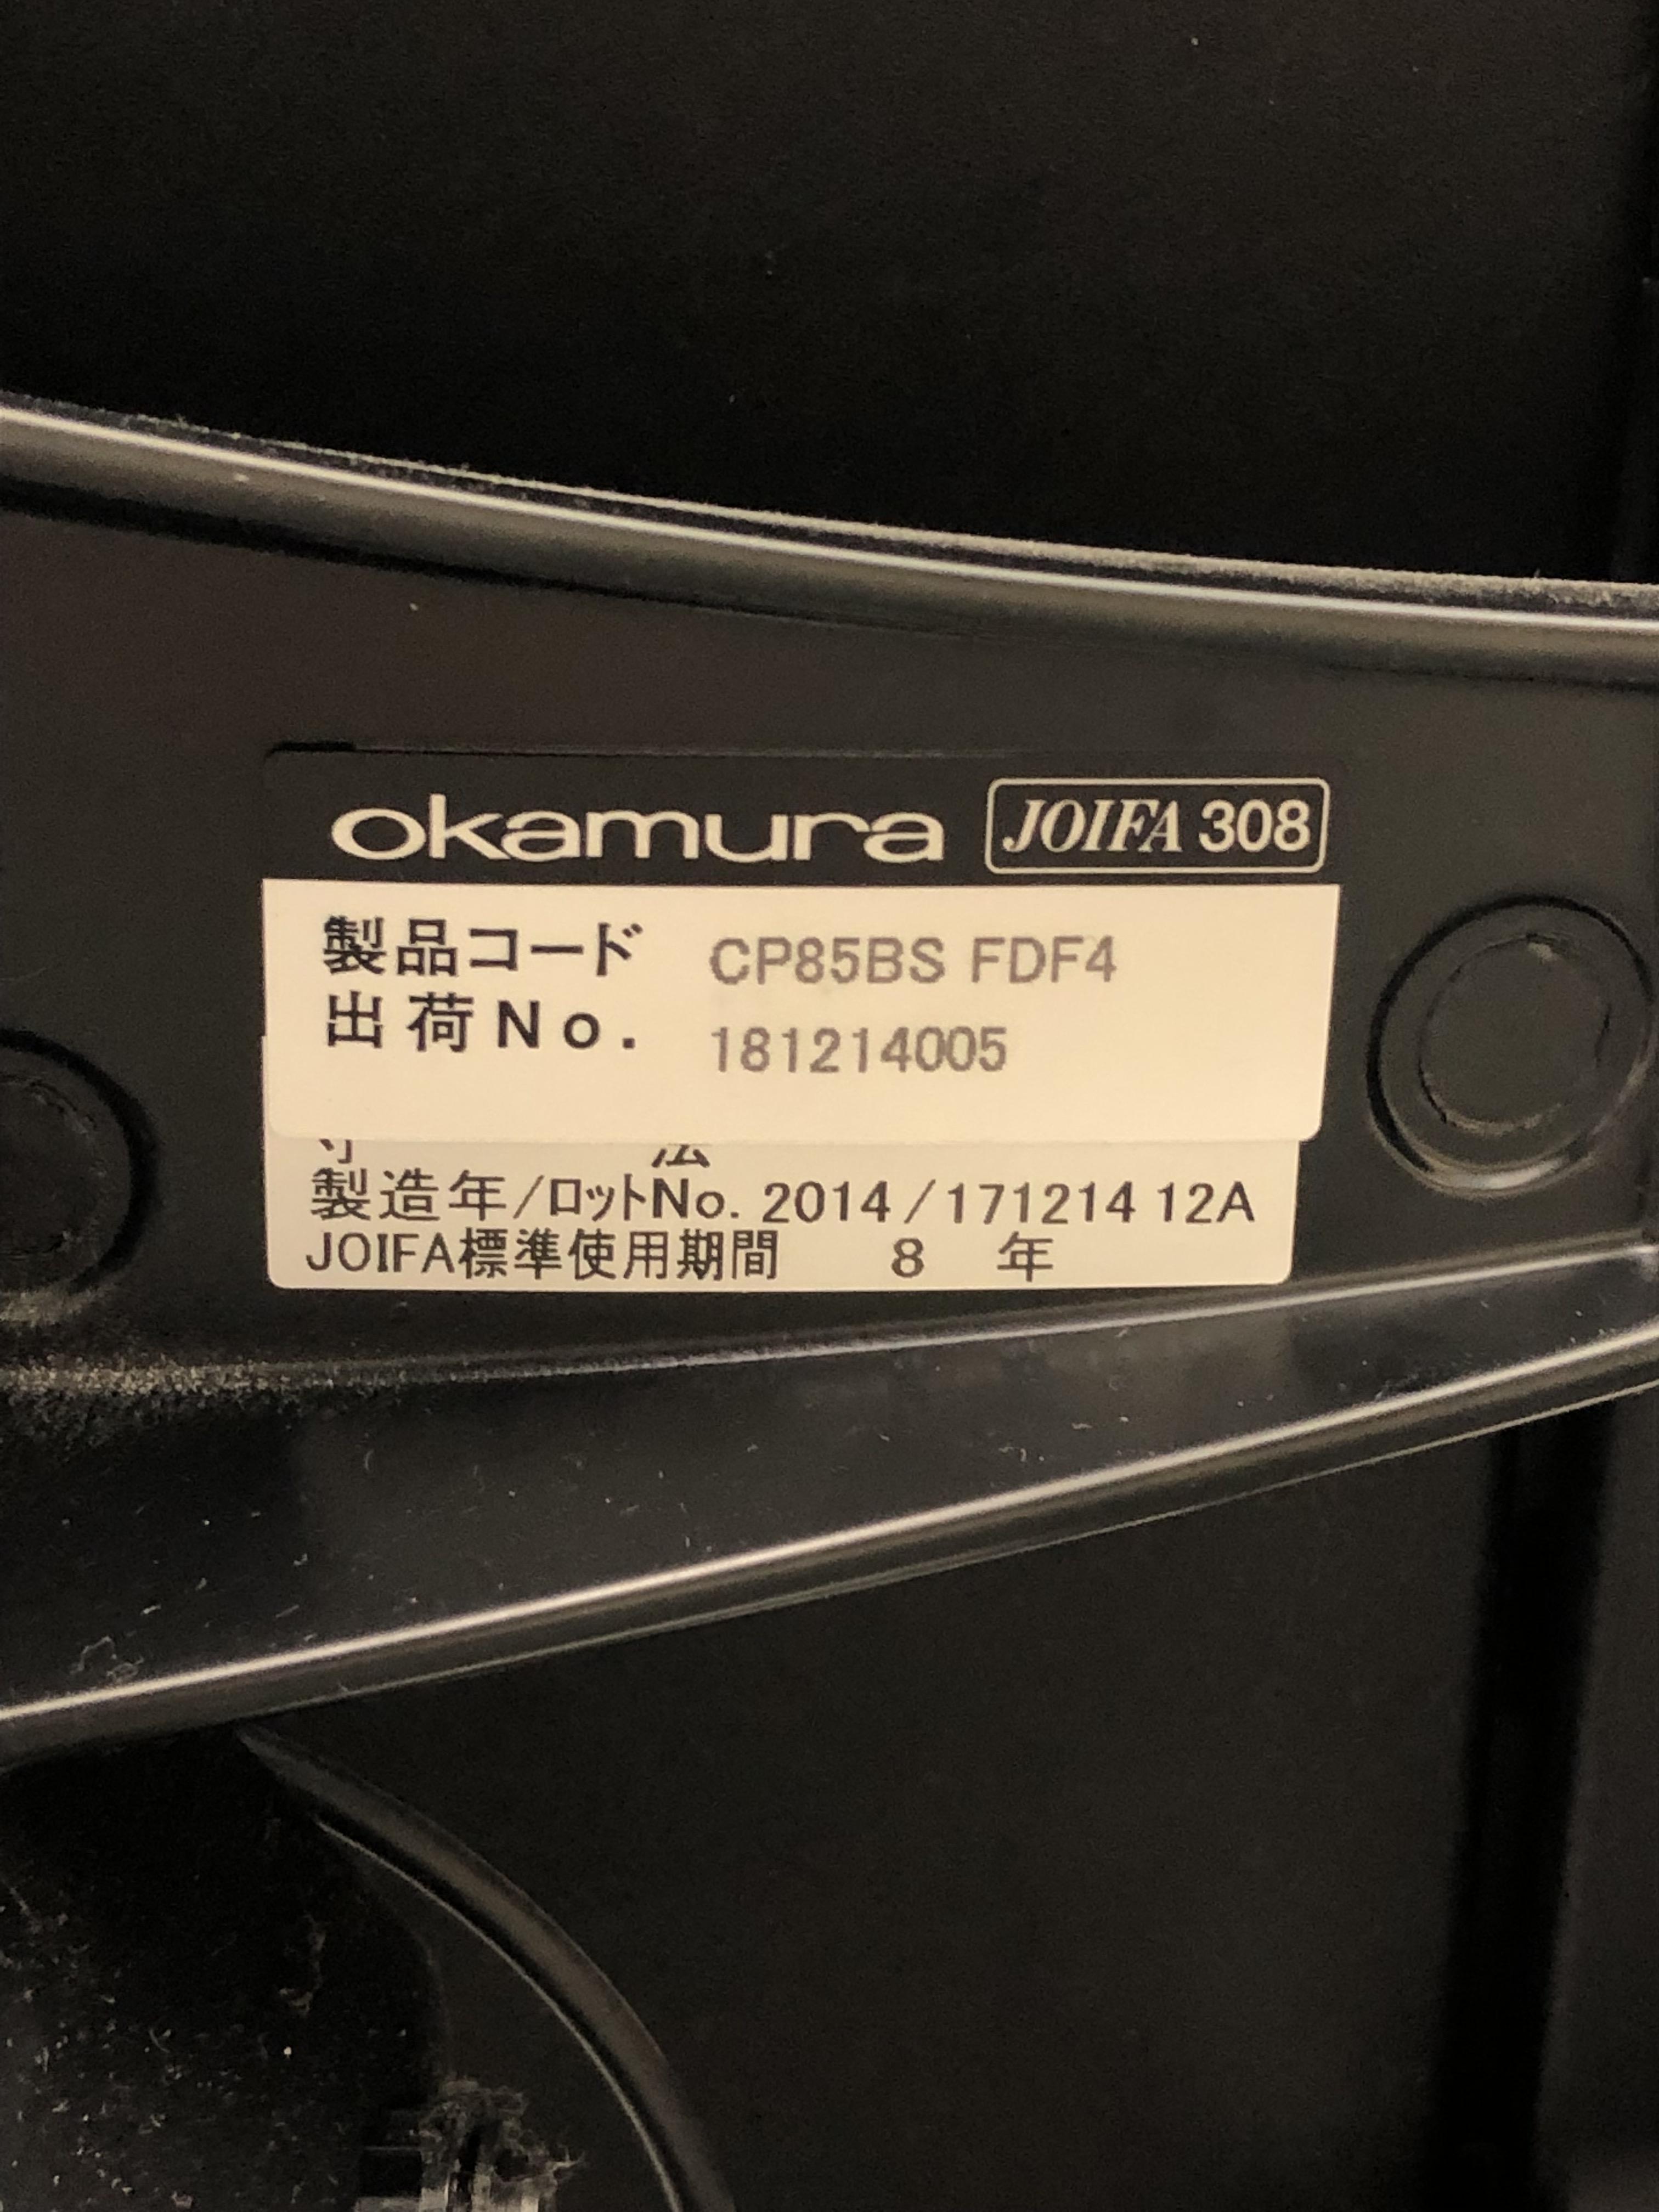 okamura JOIFA 308
製品コード CP85BS FDF4
出荷No. 181214005
寸 法
製造年/ロットNo. 2014/171214 12A
JOIFA標準使用期間 8 年